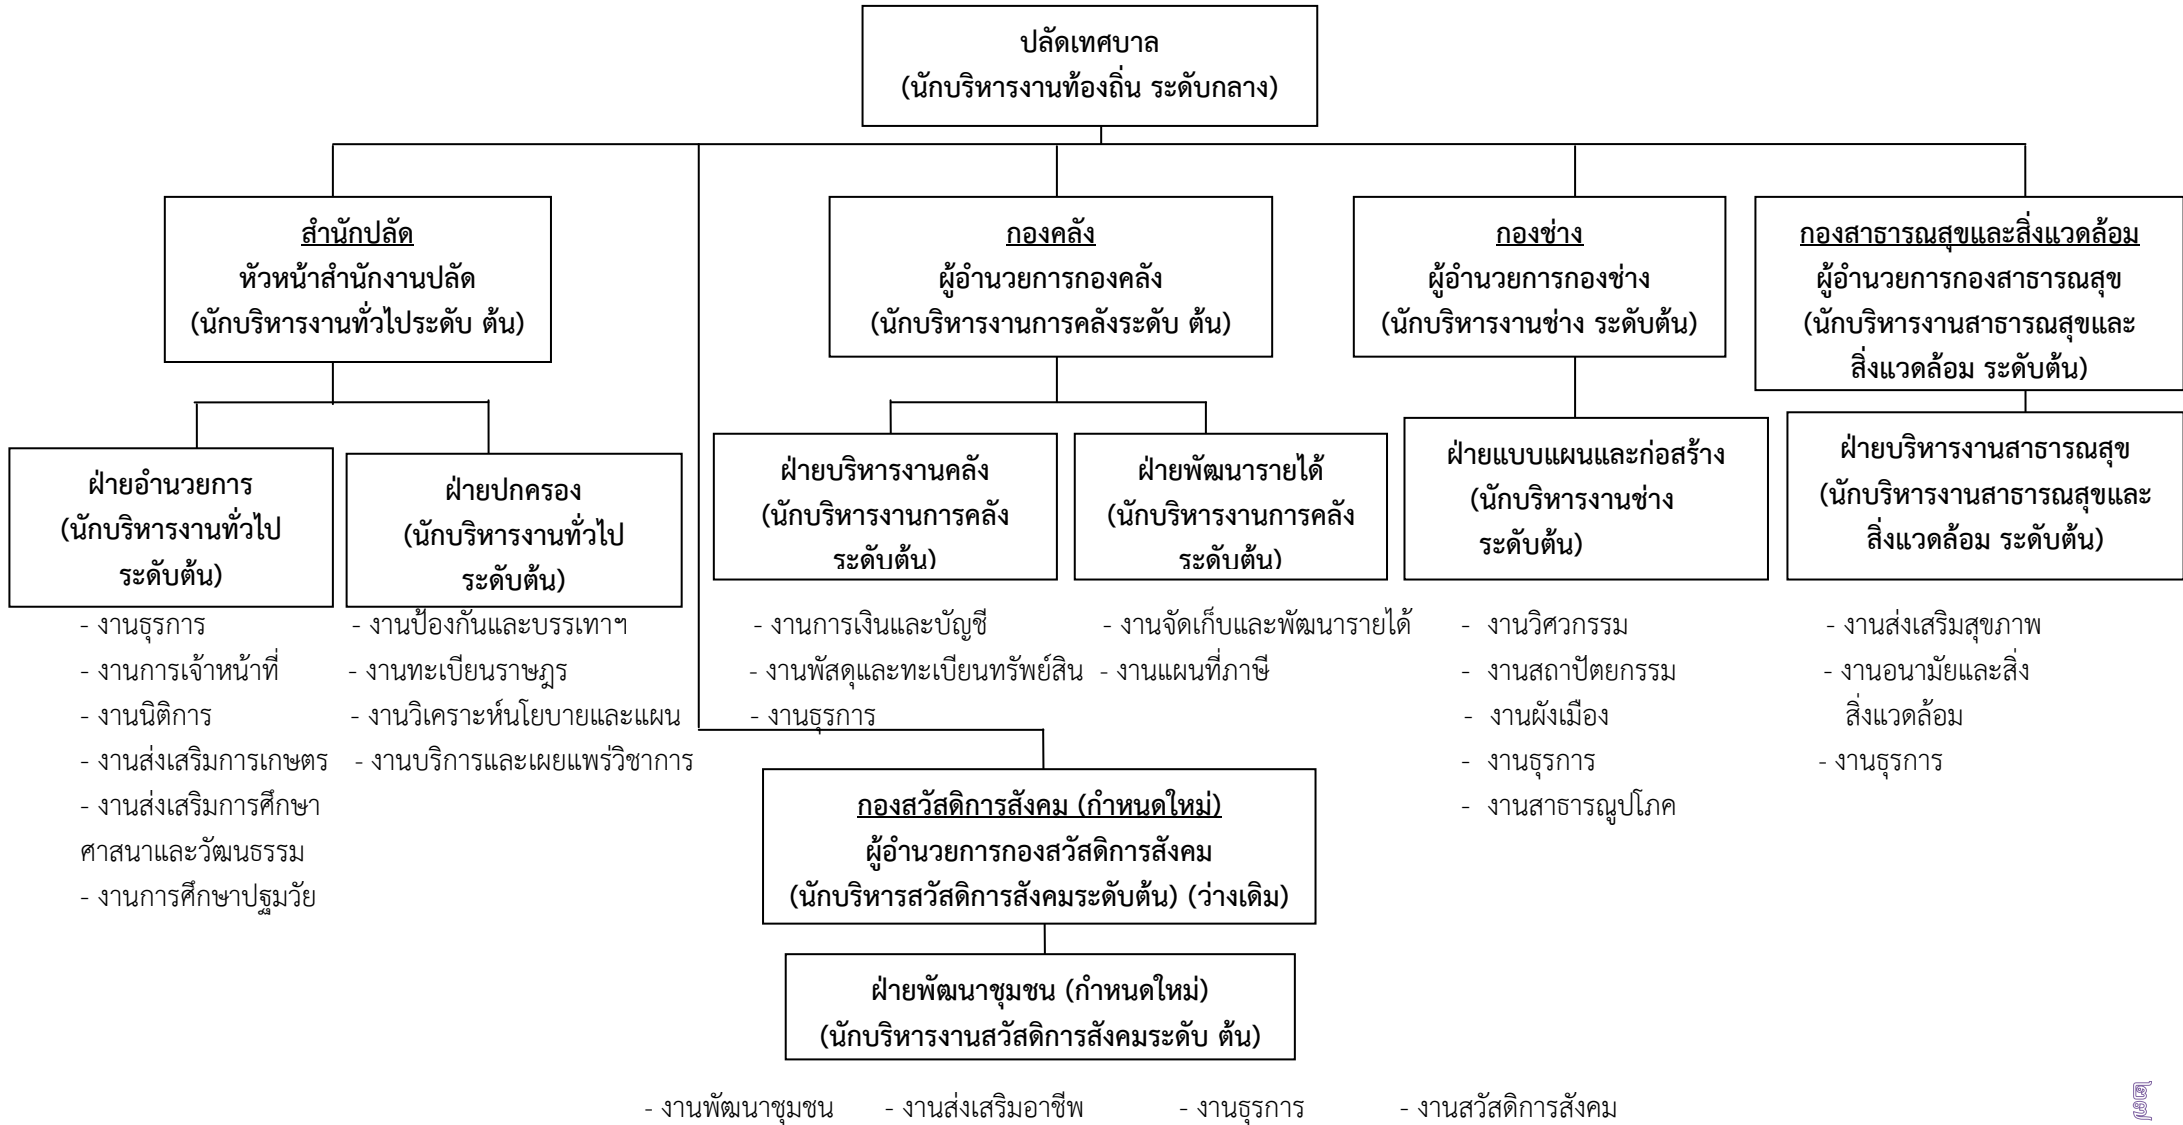 ปลัดเทศบาล
(นักบริหารงานท้องถิ่น ระดับกลาง)
สำนักปลัด
หัวหน้าสำนักงานปลัด
(นักบริหารงานทั่วไประดับ ต้น)
กองคลัง
ผู้อำนวยการกองคลัง
(นักบริหารงานการคลังระดับ ต้น)
กองช่าง
ผู้อำนวยการกองช่าง
(นักบริหารงานช่าง ระดับต้น)
กองสาธารณสุขและสิ่งแวดล้อม
ผู้อำนวยการกองสาธารณสุข
(นักบริหารงานสาธารณสุขและ
สิ่งแวดล้อม ระดับต้น)
ฝ่ายอำนวยการ
(นักบริหารงานทั่วไป
ระดับต้น)
ฝ่ายปกครอง
(นักบริหารงานทั่วไป
ระดับต้น)
ฝ่ายบริหารงานคลัง
(นักบริหารงานการคลัง
ระดับต้น)
ฝ่ายพัฒนารายได้
(นักบริหารงานการคลัง
ระดับต้น)
ฝ่ายแบบแผนและก่อสร้าง
(นักบริหารงานช่าง
ระดับต้น)
ฝ่ายบริหารงานสาธารณสุข
(นักบริหารงานสาธารณสุขและ
สิ่งแวดล้อม ระดับต้น)
- งานธุรการ
- งานการเจ้าหน้าที่
- งานนิติการ
- งานส่งเสริมการเกษตร
- งานส่งเสริมการศึกษา
ศาสนาและวัฒนธรรม
- งานการศึกษาปฐมวัย
- งานป้องกันและบรรเทาฯ
- งานทะเบียนราษฎร
- งานวิเคราะห์นโยบายและแผน
- งานบริการและเผยแพร่วิชาการ
- งานการเงินและบัญชี
- งานพัสดุและทะเบียนทรัพย์สิน
- งานธุรการ
- งานจัดเก็บและพัฒนารายได้
- งานแผนที่ภาษี
- งานวิศวกรรม
- งานสถาปัตยกรรม
- งานผังเมือง
- งานธุรการ
- งานสาธารณูปโภค
- งานส่งเสริมสุขภาพ
- งานอนามัยและสิ่ง
สิ่งแวดล้อม
- งานธุรการ
กองสวัสดิการสังคม (กำหนดใหม่)
ผู้อำนวยการกองสวัสดิการสังคม
(นักบริหารสวัสดิการสังคมระดับต้น) (ว่างเดิม)
ฝ่ายพัฒนาชุมชน (กำหนดใหม่)
(นักบริหารงานสวัสดิการสังคมระดับ ต้น)
- งานพัฒนาชุมชน - งานส่งเสริมอาชีพ - งานธุรการ - งานสวัสดิการสังคม